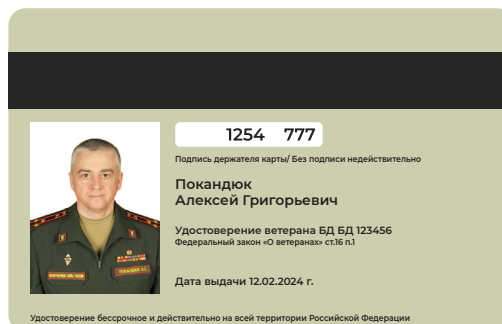 1254 777
Подпись держателя карты/ Без подписи недействительно
Покандюк
Алексей Григорьевич
Удостоверение ветерана БД БД 123456
Федеральный закон «О ветеранах» ст.16 п.1
Дата выдачи 12.02.2024 г.
Удостоверение бессрочное и действительно на всей территории Российской Федерации